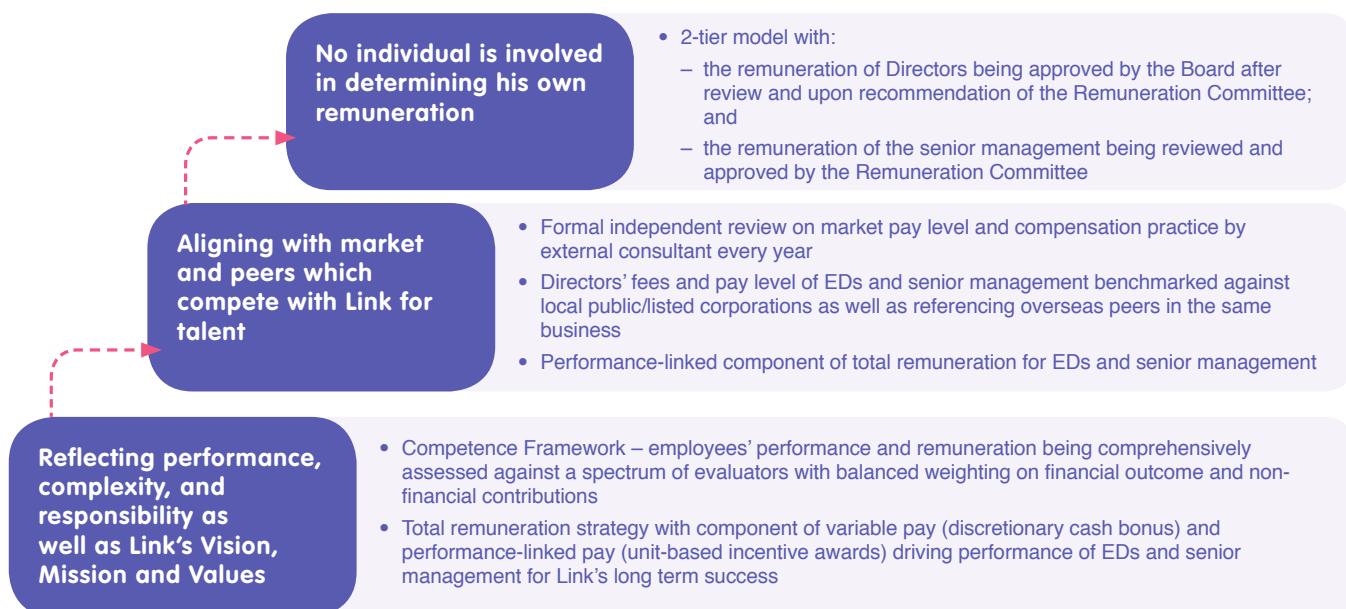 No individual is involved
in determining his own
remuneration
• 2-tier model with:
– the remuneration of Directors being approved by the Board after
review and upon recommendation of the Remuneration Committee;
and
– the remuneration of the senior management being reviewed and
approved by the Remuneration Committee
Aligning with market
and peers which
compete with Link for
talent
• Formal independent review on market pay level and compensation practice by
external consultant every year
• Directors’ fees and pay level of EDs and senior management benchmarked against
local public/listed corporations as well as referencing overseas peers in the same
business
• Performance-linked component of total remuneration for EDs and senior management
Reflecting performance,
complexity, and
responsibility as
well as Link’s Vision,
Mission and Values
• Competence Framework – employees’ performance and remuneration being comprehensively
assessed against a spectrum of evaluators with balanced weighting on financial outcome and non-
financial contributions
• Total remuneration strategy with component of variable pay (discretionary cash bonus) and
performance-linked pay (unit-based incentive awards) driving performance of EDs and senior
management for Link’s long term success